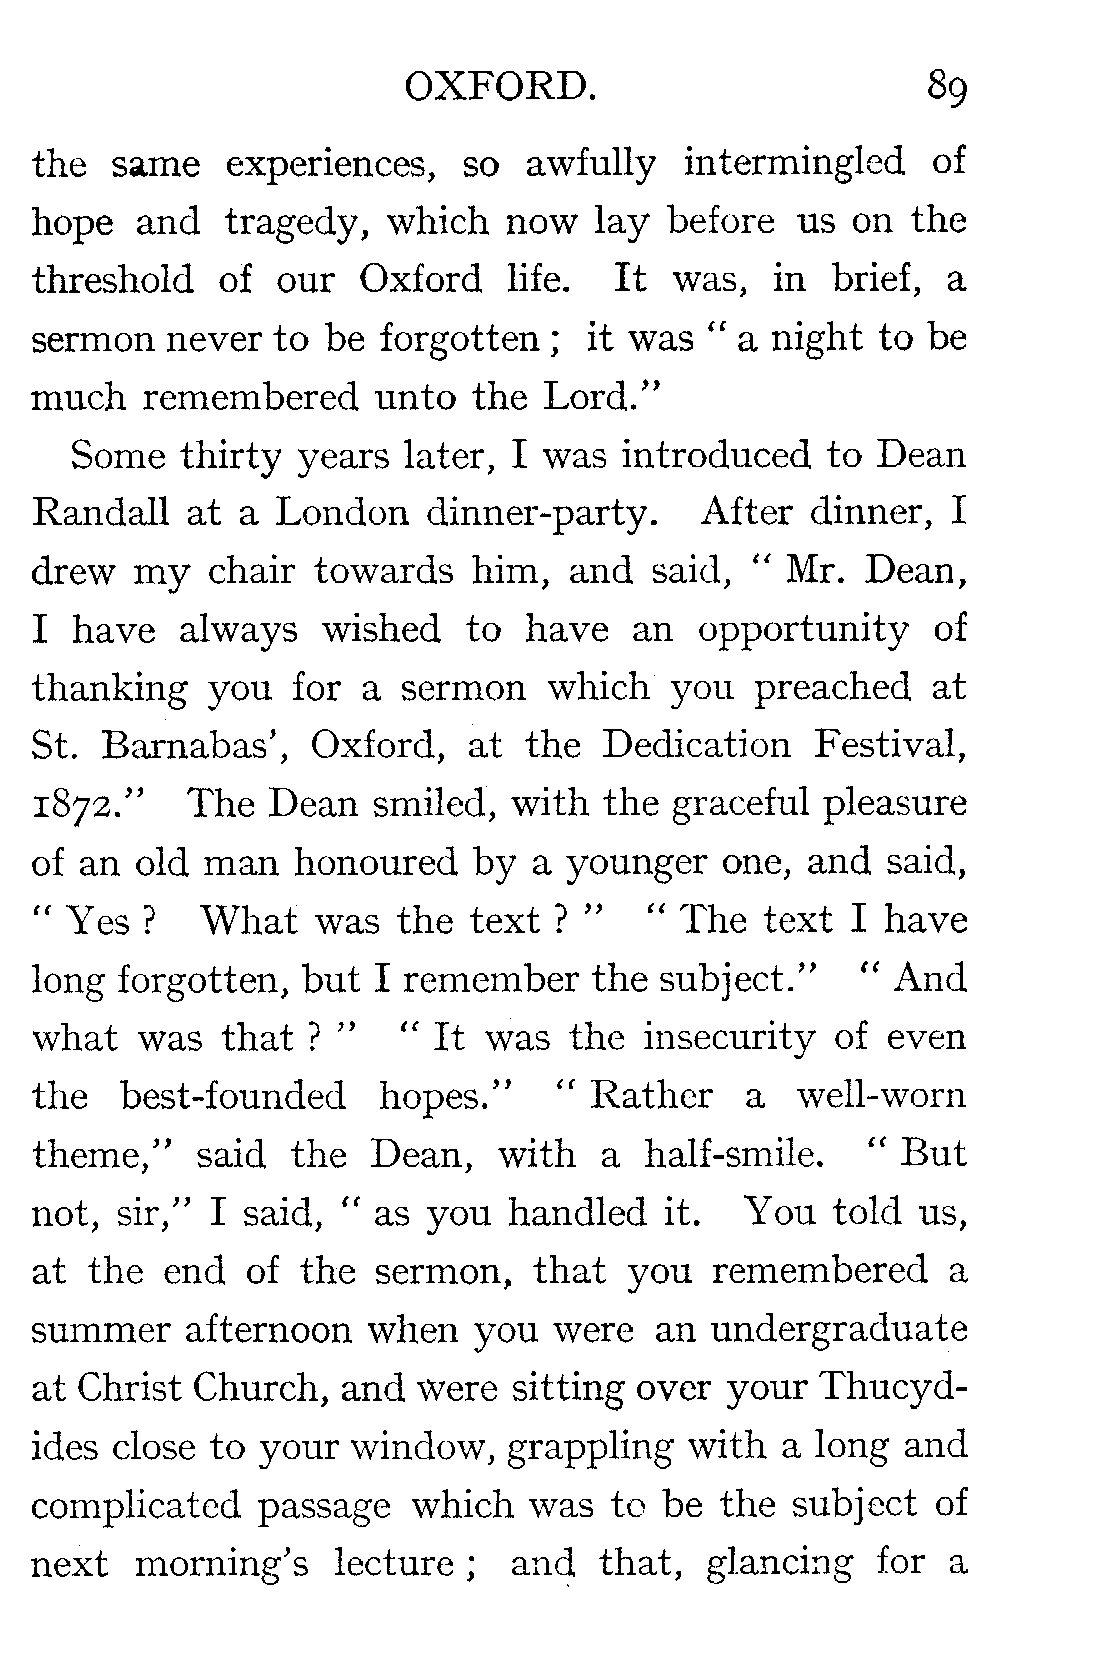 OXFORD. 89
the same experiences, so awfully intermingled of
hope and tragedy, which now lay before us on the
threshold of our Oxford life. It was, in brief, a
sermon never to be forgotten ; it was “ a night to be
much remembered unto the Lord.”
Some thirty years later, I was introduced to Dean
Randall at a London dinner-party. After dinner, I
drew my chair towards him, and said, “ Mr. Dean,
I have always wished to have an opportunity of
thanking you for a sermon which you preached at
St. Barnabas’, Oxford, at the Dedication Festival,
1872.” The Dean smiled, with the graceful pleasure
of an old man honoured by a younger one, and said,
“ Yes ? What was the text ? ” “ The text I have
long forgotten, but I remember the subject.” “ And
what was that ? ” “ It was the insecurity of even
the best-founded hopes.” “ Rather a well-worn
theme,” said the Dean, with a half-smile. “ But
not, sir,” I said, “ as you handled it. You told us,
at the end of the sermon, that you remembered a
summer afternoon when you were an undergraduate
at Christ Church, and were sitting over your Thucyd-
ides close to your window, grappling with a long and
complicated passage which was to be the subject of
next morning’s lecture ; and that, glancing for a